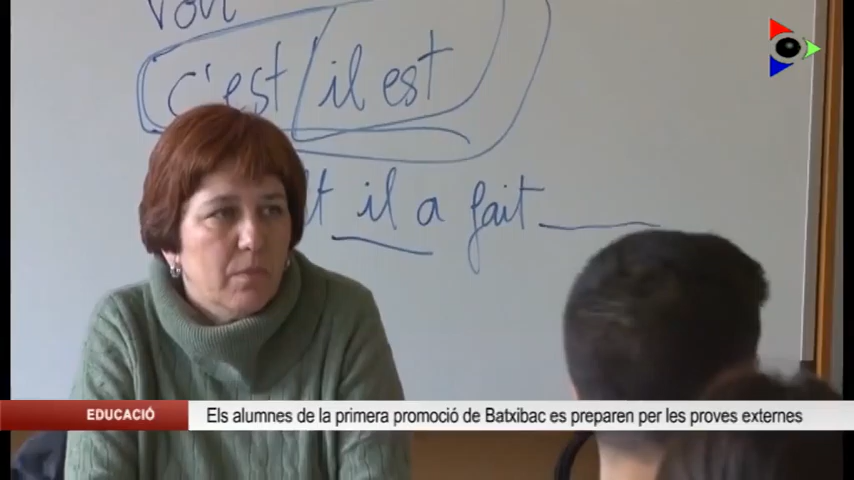 c'est / il est
il a fait
EDUCACIÓ
Els alumnes de la primera promoció de Batxibac es preparen per les proves externes